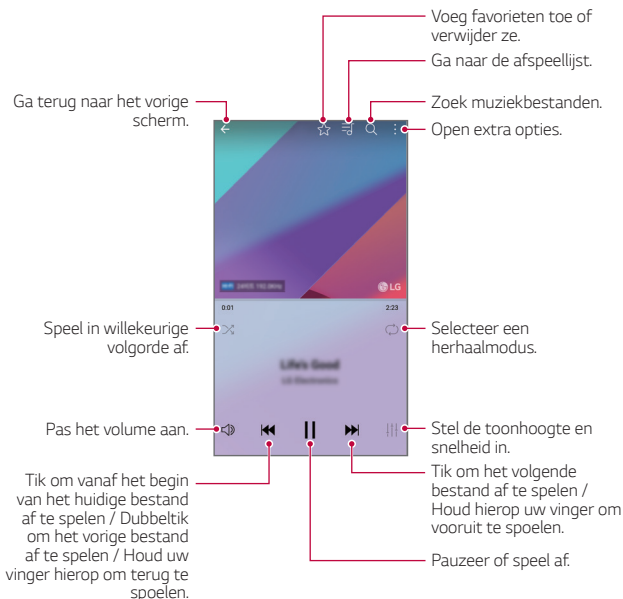 Voeg favorieten toe of
verwijder ze.
Ga naar de afspeellijst.
Ga terug naar het vorige
scherm.
Zoek muziekbestanden.
Open extra opties.
LG
0:01
2:23
Speel in willekeurige
volgorde af.
Selecteer een
herhaalmodus.
Life's Good
LG Electronics
Pas het volume aan.
Stel de toonhoogte en
snelheid in.
Tik om vanaf het begin
van het huidige bestand
af te spelen / Dubbeltik
om het vorige bestand
af te spelen / Houd uw
vinger hierop om terug te
spoelen.
Tik om het volgende
bestand af te spelen /
Houd hierop uw vinger om
vooruit te spoelen.
Pauzeer of speel af.